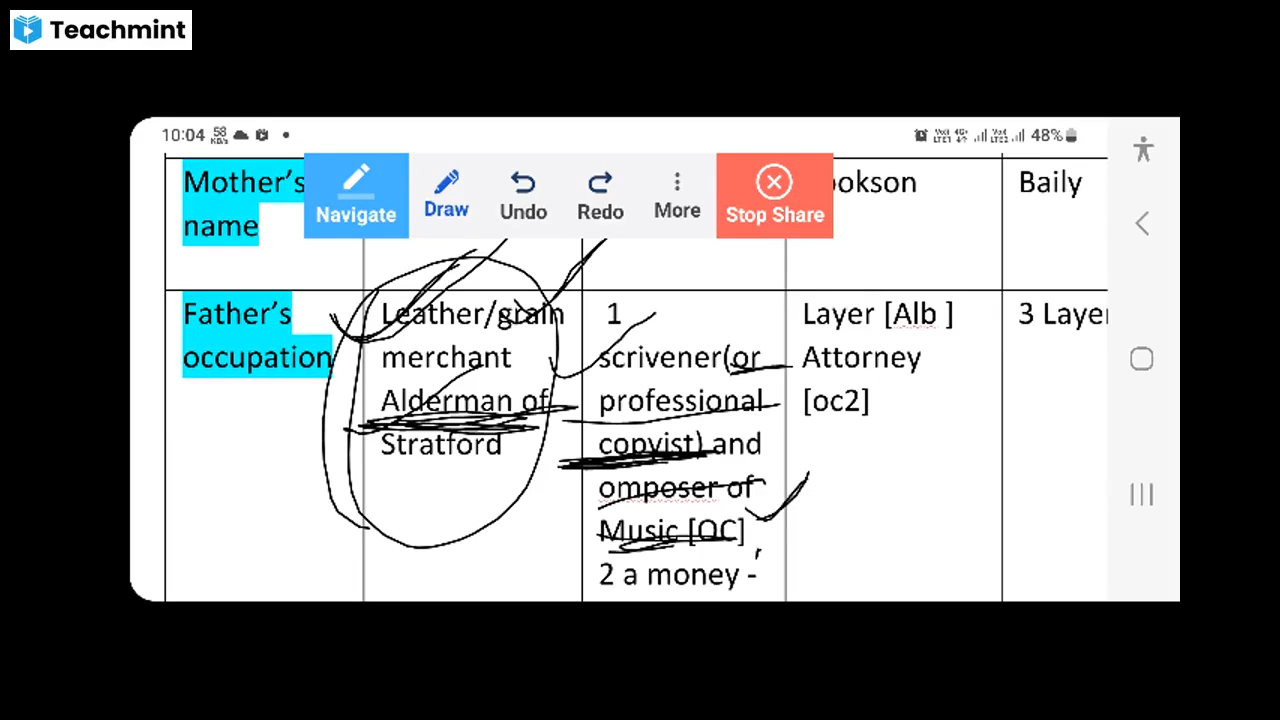 Teachmint
10:04 58 KB/s 48%
Mother's
name
Navigate Draw Undo Redo More Stop Share
ookson
Baily
Father's
occupation
Leather/grain
merchant
Alderman of
Stratford
1
scrivener(or
professional
copyist) and
omposer of
Music [OC]
2 a money -
Layer [Alb ]
Attorney
[oc2]
3 Layer